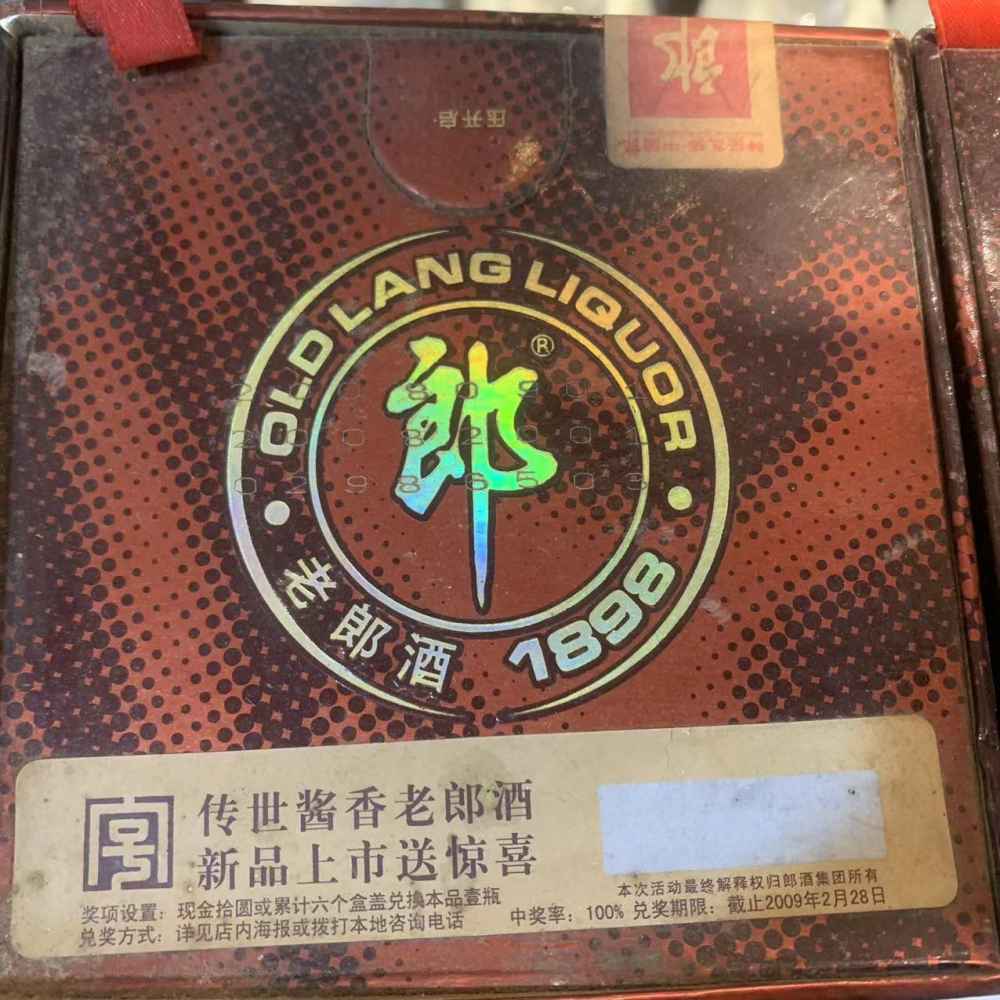 压开启
郎
OLD LANG LIQUOR
郎®
老郎酒 1898
传世酱香老郎酒
新品上市送惊喜
奖项设置：现金拾圆或累计六个盒盖兑换本品壹瓶
兑奖方式：详见店内海报或拨打本地咨询电话
本次活动最终解释权归郎酒集团所有
中奖率：100% 兑奖期限：截止2009年2月28日